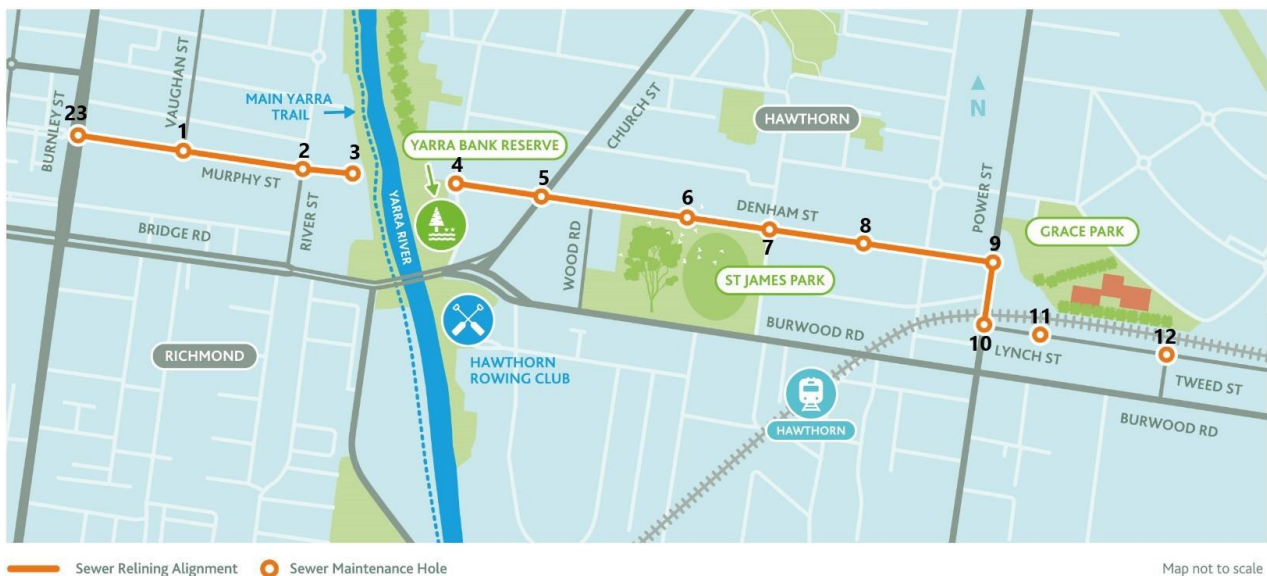 BURNLEY ST
23
VAUGHAN ST
1
MURPHY ST
2
3
RIVER ST
BRIDGE RD
RICHMOND
MAIN YARRA
TRAIL
YARRA RIVER
YARRA BANK RESERVE
4
5
CHURCH ST
HAWTHORN
N
6
DENHAM ST
7
8
9
POWER ST
GRACE PARK
WOOD RD
ST JAMES PARK
BURWOOD RD
10
11
LYNCH ST
12
TWEED ST
BURWOOD RD
HAWTHORN
ROWING CLUB
HAWTHORN
Sewer Relining Alignment
Sewer Maintenance Hole
Map not to scale